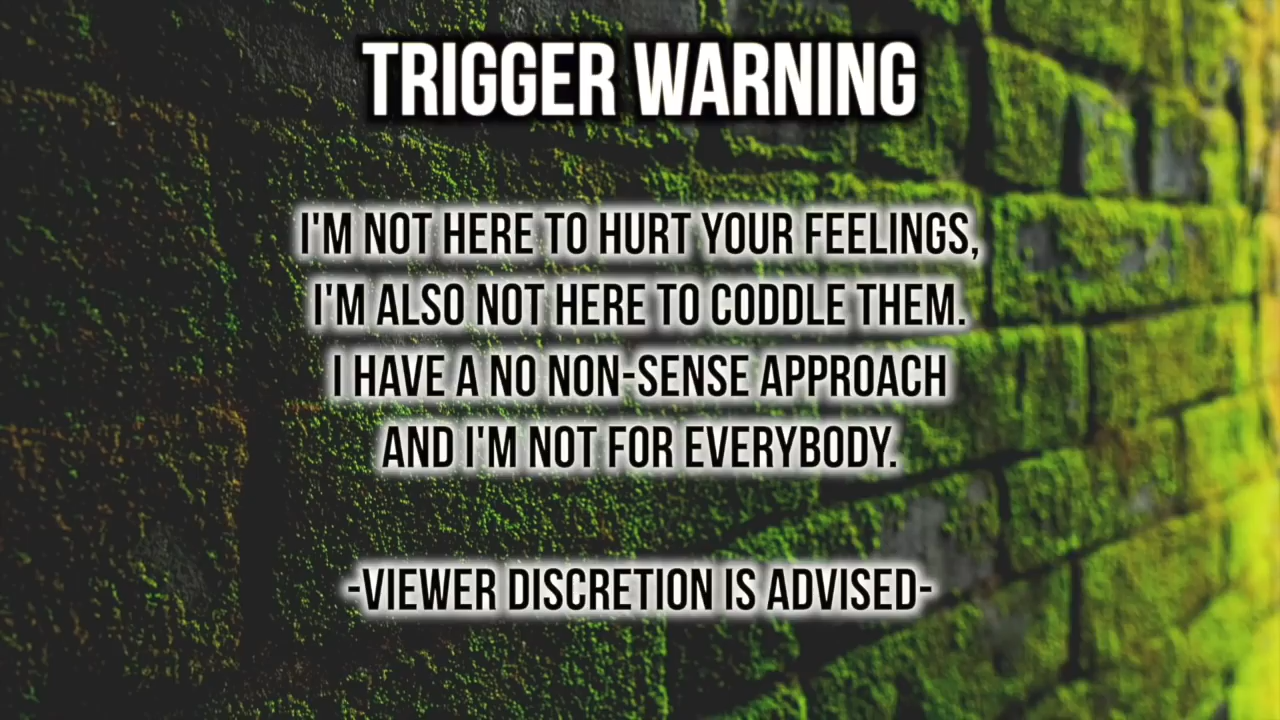 TRIGGER WARNING
I'M NOT HERE TO HURT YOUR FEELINGS,
I'M ALSO NOT HERE TO CODDLE THEM.
I HAVE A NO NON-SENSE APPROACH
AND I'M NOT FOR EVERYBODY.
-VIEWER DISCRETION IS ADVISED-